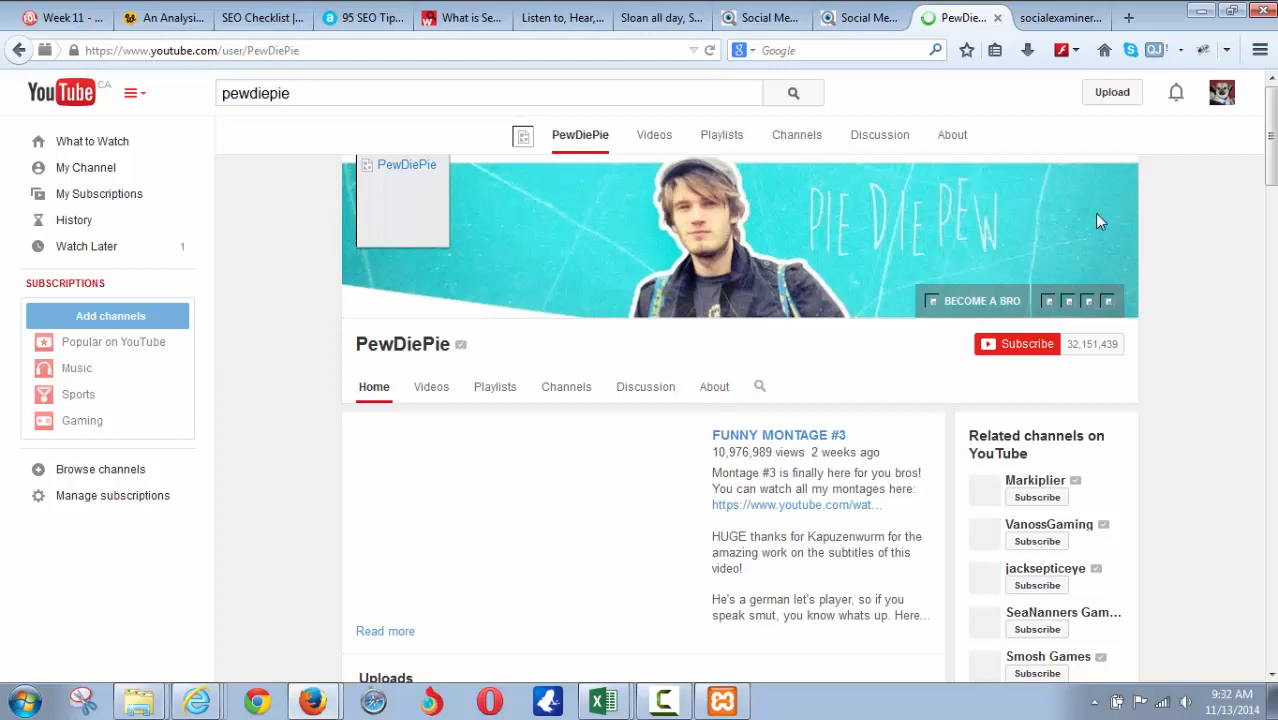 Week 11 - ...
An Analysi...
SEO Checklist |...
95 SEO Tip...
What is Se...
Listen to, Hear,...
Sloan all day, S...
Social Me...
Social Me...
PewDie...
socialexaminer...
https://www.youtube.com/user/PewDiePie
Google
YouTube CA
pewdiepie
Upload
PewDiePie Videos Playlists Channels Discussion About
What to Watch
My Channel
My Subscriptions
History
Watch Later 1
SUBSCRIPTIONS
Add channels
Popular on YouTube
Music
Sports
Gaming
Browse channels
Manage subscriptions
PewDiePie
PIE DIE PEW
BECOME A BRO
PewDiePie
Subscribe 32,151,439
Home Videos Playlists Channels Discussion About
FUNNY MONTAGE #3
10,976,989 views 2 weeks ago
Montage #3 is finally here for you bros!
You can watch all my montages here:
https://www.youtube.com/wat...
HUGE thanks for Kapuzenwurm for the
amazing work on the subtitles of this
video!
He's a german let's player, so if you
speak smut, you know whats up. Here...
Read more
Uploads
Related channels on
YouTube
Markiplier
Subscribe
VanossGaming
Subscribe
jacksepticeye
Subscribe
SeaNanners Gam...
Subscribe
Smosh Games
Subscribe
9:32 AM
11/13/2014